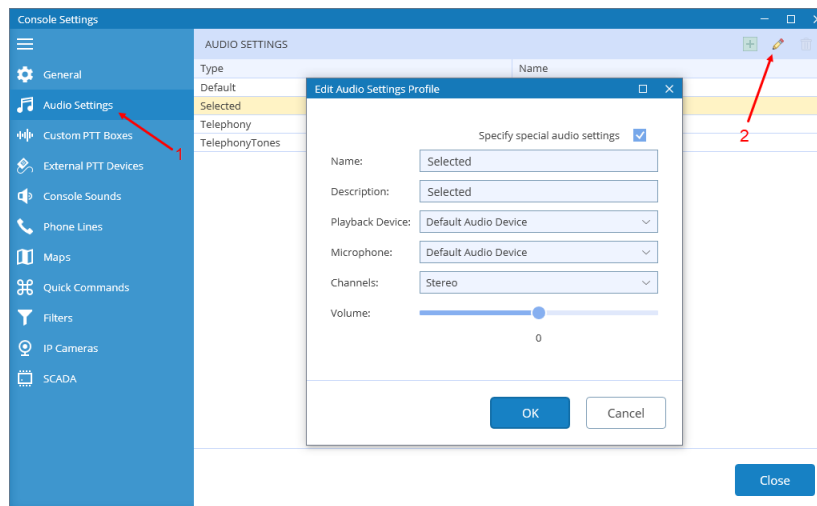 Console Settings
AUDIO SETTINGS
General
Audio Settings
Custom PTT Boxes
External PTT Devices
Console Sounds
Phone Lines
Maps
Quick Commands
Filters
IP Cameras
SCADA
1
2
Type Name
Default
Selected
Telephony
TelephonyTones
Edit Audio Settings Profile
Specify special audio settings
Name: Selected
Description: Selected
Playback Device: Default Audio Device
Microphone: Default Audio Device
Channels: Stereo
Volume:
0
OK Cancel
Close